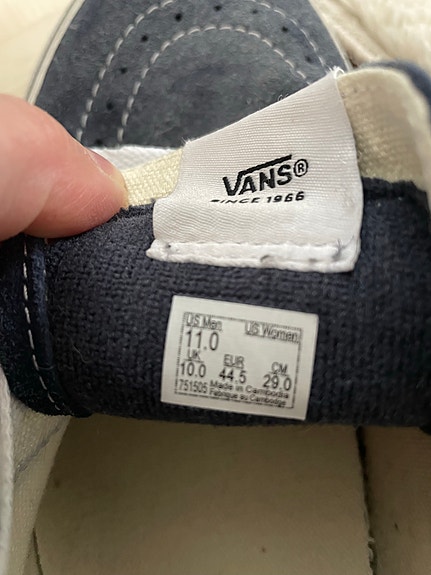 VANS®
SINCE 1966
US Men US Women
11.0
UK EUR CM
10.0 44.5 29.0
751505 Made in Cambodia
Fabriqué au Cambodge